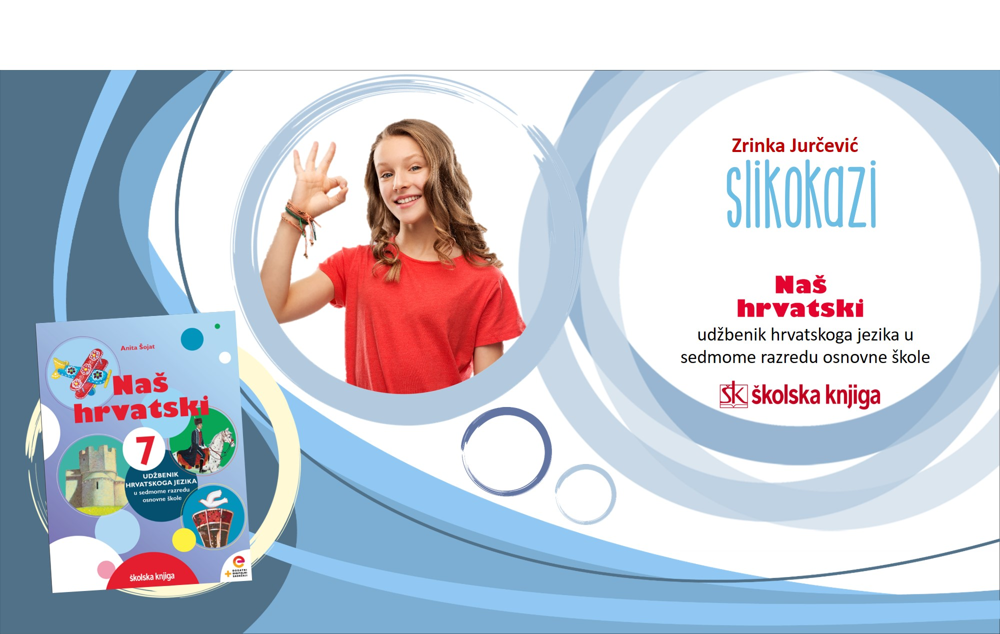 Zrinka Jurčević
slikokazi
Naš
hrvatski
udžbenik hrvatskoga jezika u
sedmome razredu osnovne škole
šk školska knjiga
Anita Šojat
Naš
hrvatski
7
UDŽBENIK
HRVATSKOGA JEZIKA
u sedmome razredu
osnovne škole
školska knjiga
e
+ DODATNI
DIGITALNI
SADRŽAJI